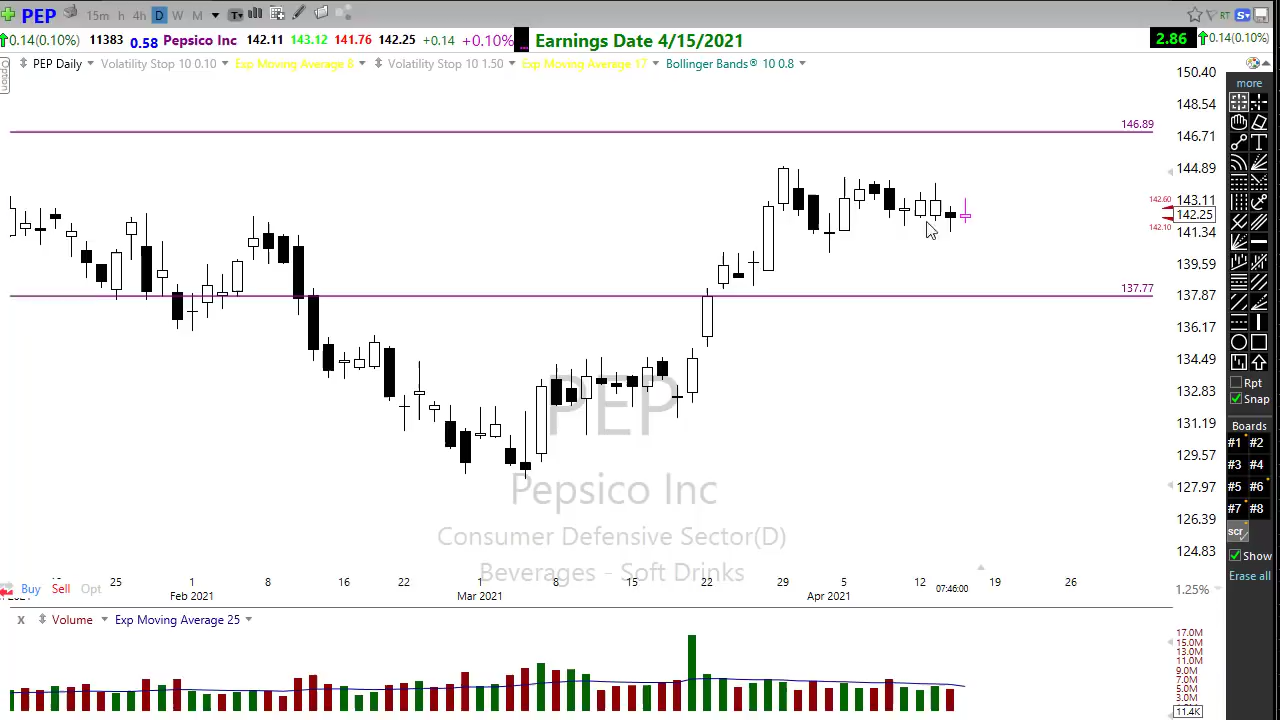 PEP 15m h 4h D W M T
0.14(0.10%) 11383 0.58 Pepsico Inc 142.11 143.12 141.76 142.25 +0.14 +0.10% Earnings Date 4/15/2021 2.86 0.14(0.10%)
RT S
Option
PEP Daily Volatility Stop 10 0.10 Exp Moving Average 8 Volatility Stop 10 1.50 Exp Moving Average 17 Bollinger Bands® 10 0.8
150.40
more
148.54
146.89
146.71
144.89
142.60 143.11
142.25
142.10 141.34
139.59
137.77
137.87
136.17
134.49
132.83
131.19
129.57
127.97
126.39
124.83
Rpt
Snap
Boards
#1 #2
#3 #4
#5 #6
#7 #8
scr
Show
Erase all
PEP
Pepsico Inc
Consumer Defensive Sector(D)
Beverages - Soft Drinks
25 1 8 16 22 1 8 15 22 29 5 12 19 26
Buy Sell Opt Feb 2021 Mar 2021 Apr 2021 07:46:00 1.25%
X Volume Exp Moving Average 25
17.0M
15.0M
13.0M
11.0M
9.0M
7.0M
5.0M
3.0M
11.4K